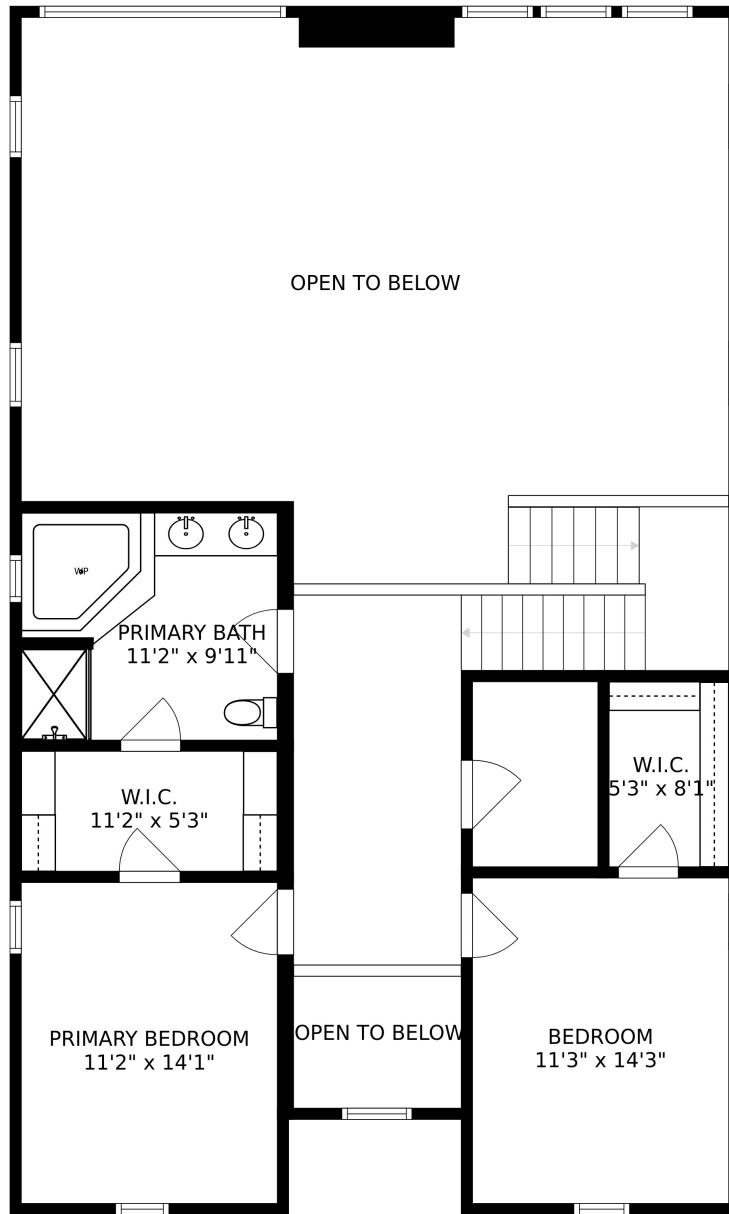 OPEN TO BELOW
WP
PRIMARY BATH
11'2" x 9'11"
W.I.C.
5'3" x 8'1"
W.I.C.
11'2" x 5'3"
OPEN TO BELOW
PRIMARY BEDROOM
11'2" x 14'1"
BEDROOM
11'3" x 14'3"